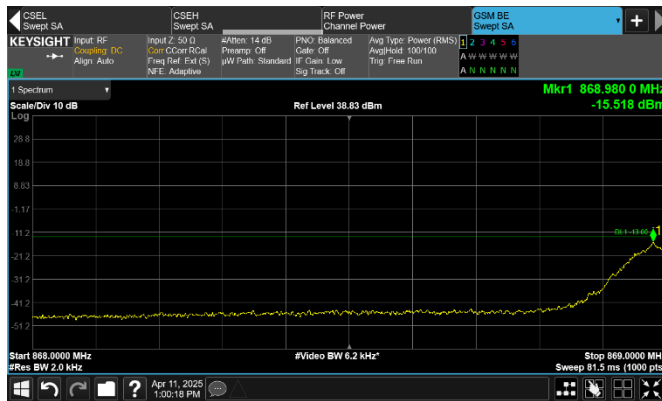 CSEL
Swept SA
CSEH
Swept SA
RF Power
Channel Power
GSM BE
Swept SA
KEYSIGHT
Input: RF
Coupling: DC
Align: Auto
Input Z: 50 Ω
Corr CCorr RCal
Freq Ref: Ext (S)
NFE: Adaptive
#Atten: 14 dB
Preamp: Off
µW Path: Standard
PNO: Balanced
Gate: Off
IF Gain: Low
Sig Track: Off
Avg Type: Power (RMS)
Avg|Hold: 100/100
Trig: Free Run
1 2 3 4 5 6
A W W W W W
A N N N N N
1 Spectrum
Mkr1 868.980 0 MHz
-15.518 dBm
Scale/Div 10 dB
Ref Level 38.83 dBm
Log
28.8
18.8
8.83
-1.17
-11.2
-21.2
-31.2
-41.2
-51.2
DL1 -13.00
1
Start 868.0000 MHz
#Video BW 6.2 kHz*
Stop 869.0000 MH
#Res BW 2.0 kHz
Sweep 81.5 ms (1000 pts
Apr 11, 2025
1:00:18 PM